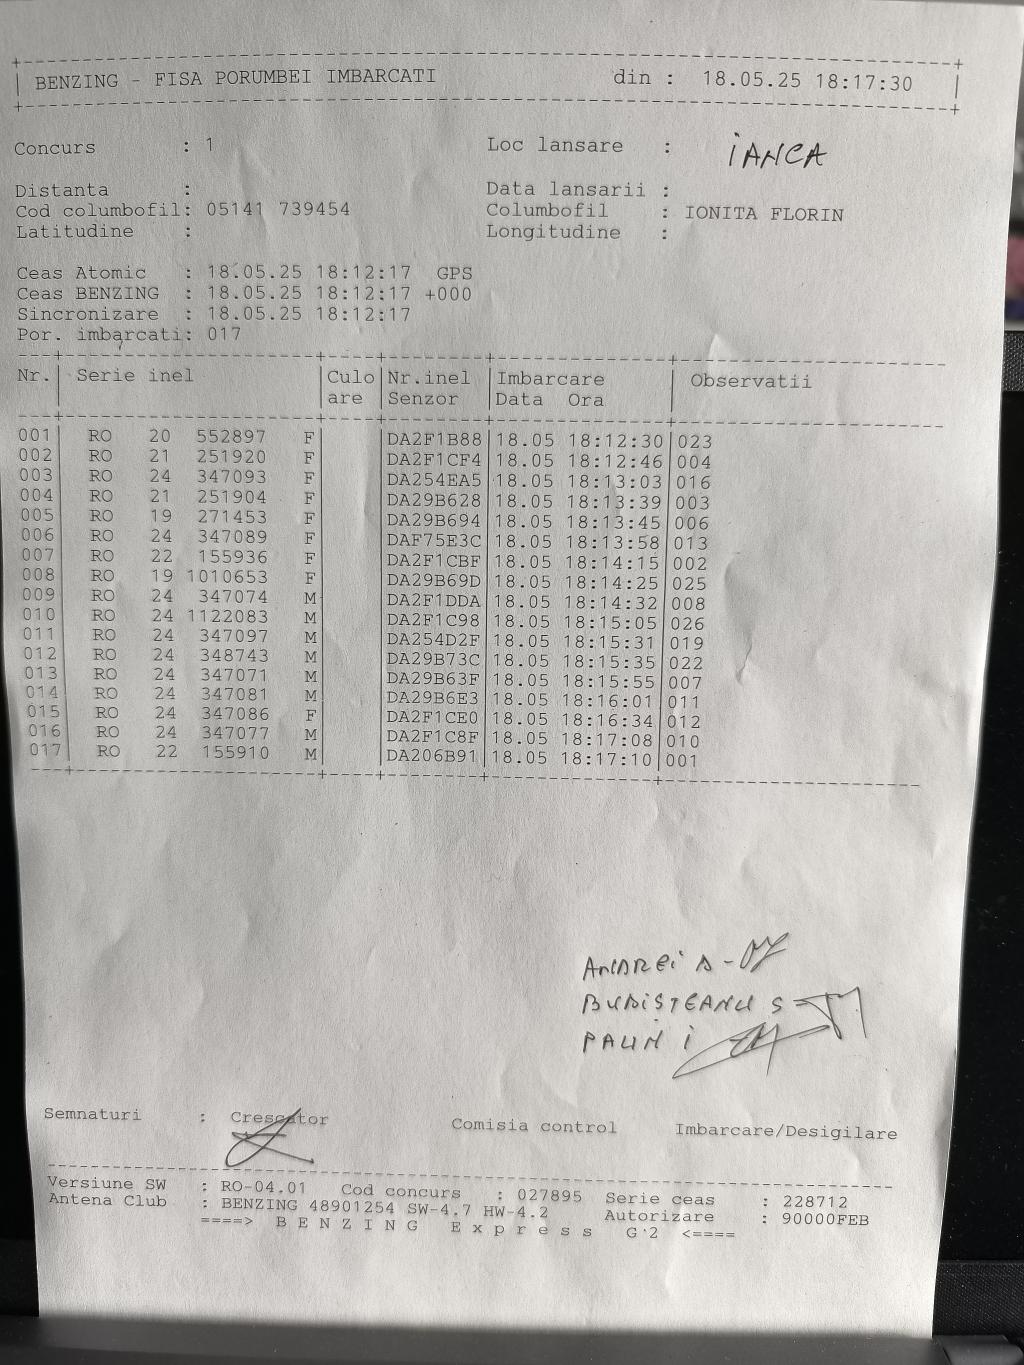 BENZING - FISA PORUMBEI IMBARCATI din : 18.05.25 18:17:30
Concurs : 1 Loc lansare : IANCA
Distanta : Data lansarii :
Cod columbofil: 05141 739454 Columbofil : IONITA FLORIN
Latitudine : Longitudine :
Ceas Atomic : 18.05.25 18:12:17 GPS
Ceas BENZING : 18.05.25 18:12:17 +000
Sincronizare : 18.05.25 18:12:17
Por. imbarcati: 017
Nr. Serie inel Culo Nr.inel Imbarcare Observatii
are Senzor Data Ora
001 RO 20 552897 F DA2F1B88 18.05 18:12:30 023
002 RO 21 251920 F DA2F1CF4 18.05 18:12:46 004
003 RO 24 347093 F DA254EA5 18.05 18:13:03 016
004 RO 21 251904 F DA29B628 18.05 18:13:39 003
005 RO 19 271453 F DA29B694 18.05 18:13:45 006
006 RO 24 347089 F DAF75E3C 18.05 18:13:58 013
007 RO 22 155936 F DA2F1CBF 18.05 18:14:15 002
008 RO 19 1010653 F DA29B69D 18.05 18:14:25 025
009 RO 24 347074 M DA2F1DDA 18.05 18:14:32 008
010 RO 24 1122083 M DA2F1C98 18.05 18:15:05 026
011 RO 24 347097 M DA254D2F 18.05 18:15:31 019
012 RO 24 348743 M DA29B73C 18.05 18:15:35 022
013 RO 24 347071 M DA29B63F 18.05 18:15:55 007
014 RO 24 347081 M DA29B6E3 18.05 18:16:01 011
015 RO 24 347086 F DA2F1CE0 18.05 18:16:34 012
016 RO 24 347077 M DA2F1C8F 18.05 18:17:08 010
017 RO 22 155910 M DA206B91 18.05 18:17:10 001
ANDREI A -
BUDISTEANU S
PAUN I
Semnaturi : Crescator Comisia control Imbarcare/Desigilare
Versiune SW : RO-04.01 Cod concurs : 027895 Serie ceas : 228712
Antena Club : BENZING 48901254 SW-4.7 HW-4.2 Autorizare : 90000FEB
====> B E N Z I N G E x p r e s s G 2 <====